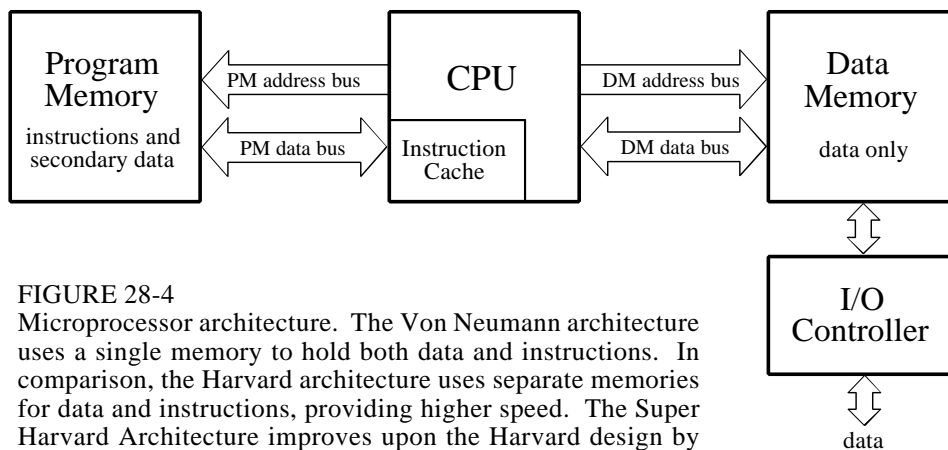 Program
Memory
instructions and
secondary data
PM address bus
PM data bus
CPU
Instruction
Cache
DM address bus
DM data bus
Data
Memory
data only
I/O
Controller
data
FIGURE 28-4
Microprocessor architecture. The Von Neumann architecture
uses a single memory to hold both data and instructions. In
comparison, the Harvard architecture uses separate memories
for data and instructions, providing higher speed. The Super
Harvard Architecture improves upon the Harvard design by